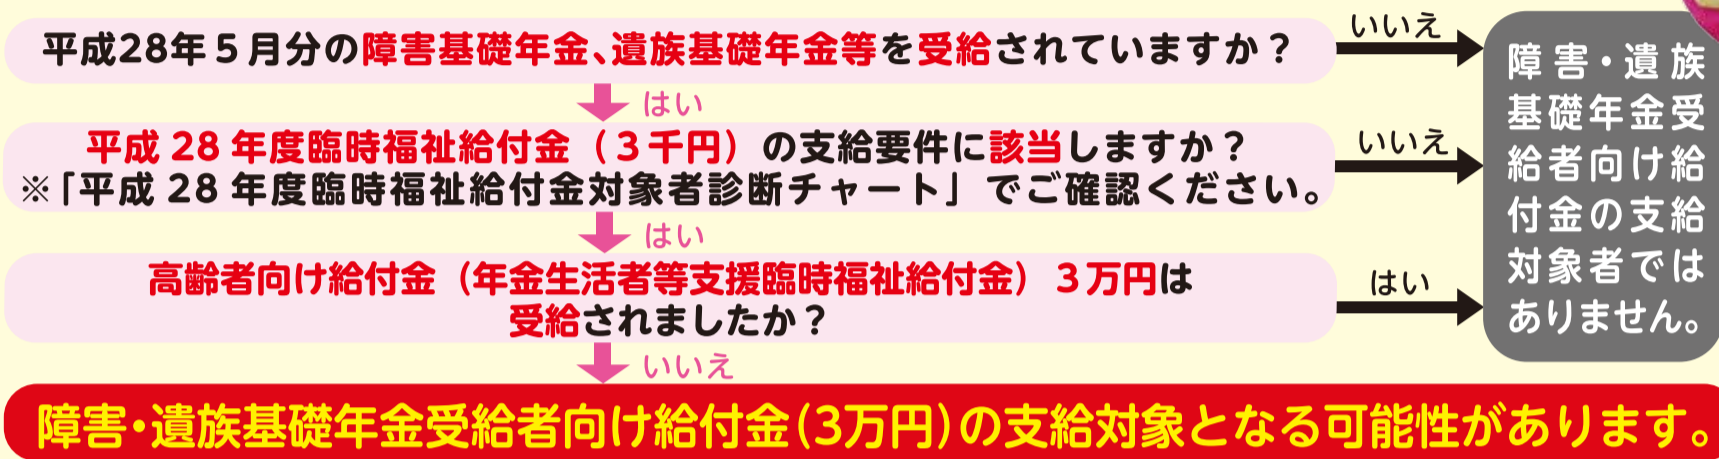 平成28年5月分の障害基礎年金、遺族基礎年金等を受給されていますか？
いいえ
はい
平成 28 年度臨時福祉給付金（３千円）の支給要件に該当しますか？
※「平成 28 年度臨時福祉給付金対象者診断チャート」でご確認ください。
いいえ
はい
高齢者向け給付金（年金生活者等支援臨時福祉給付金）３万円は
受給されましたか？
はい
いいえ
障害・遺族
基礎年金受
給者向け給
付金の支給
対象者では
ありません。
障害・遺族基礎年金受給者向け給付金(3万円)の支給対象となる可能性があります。